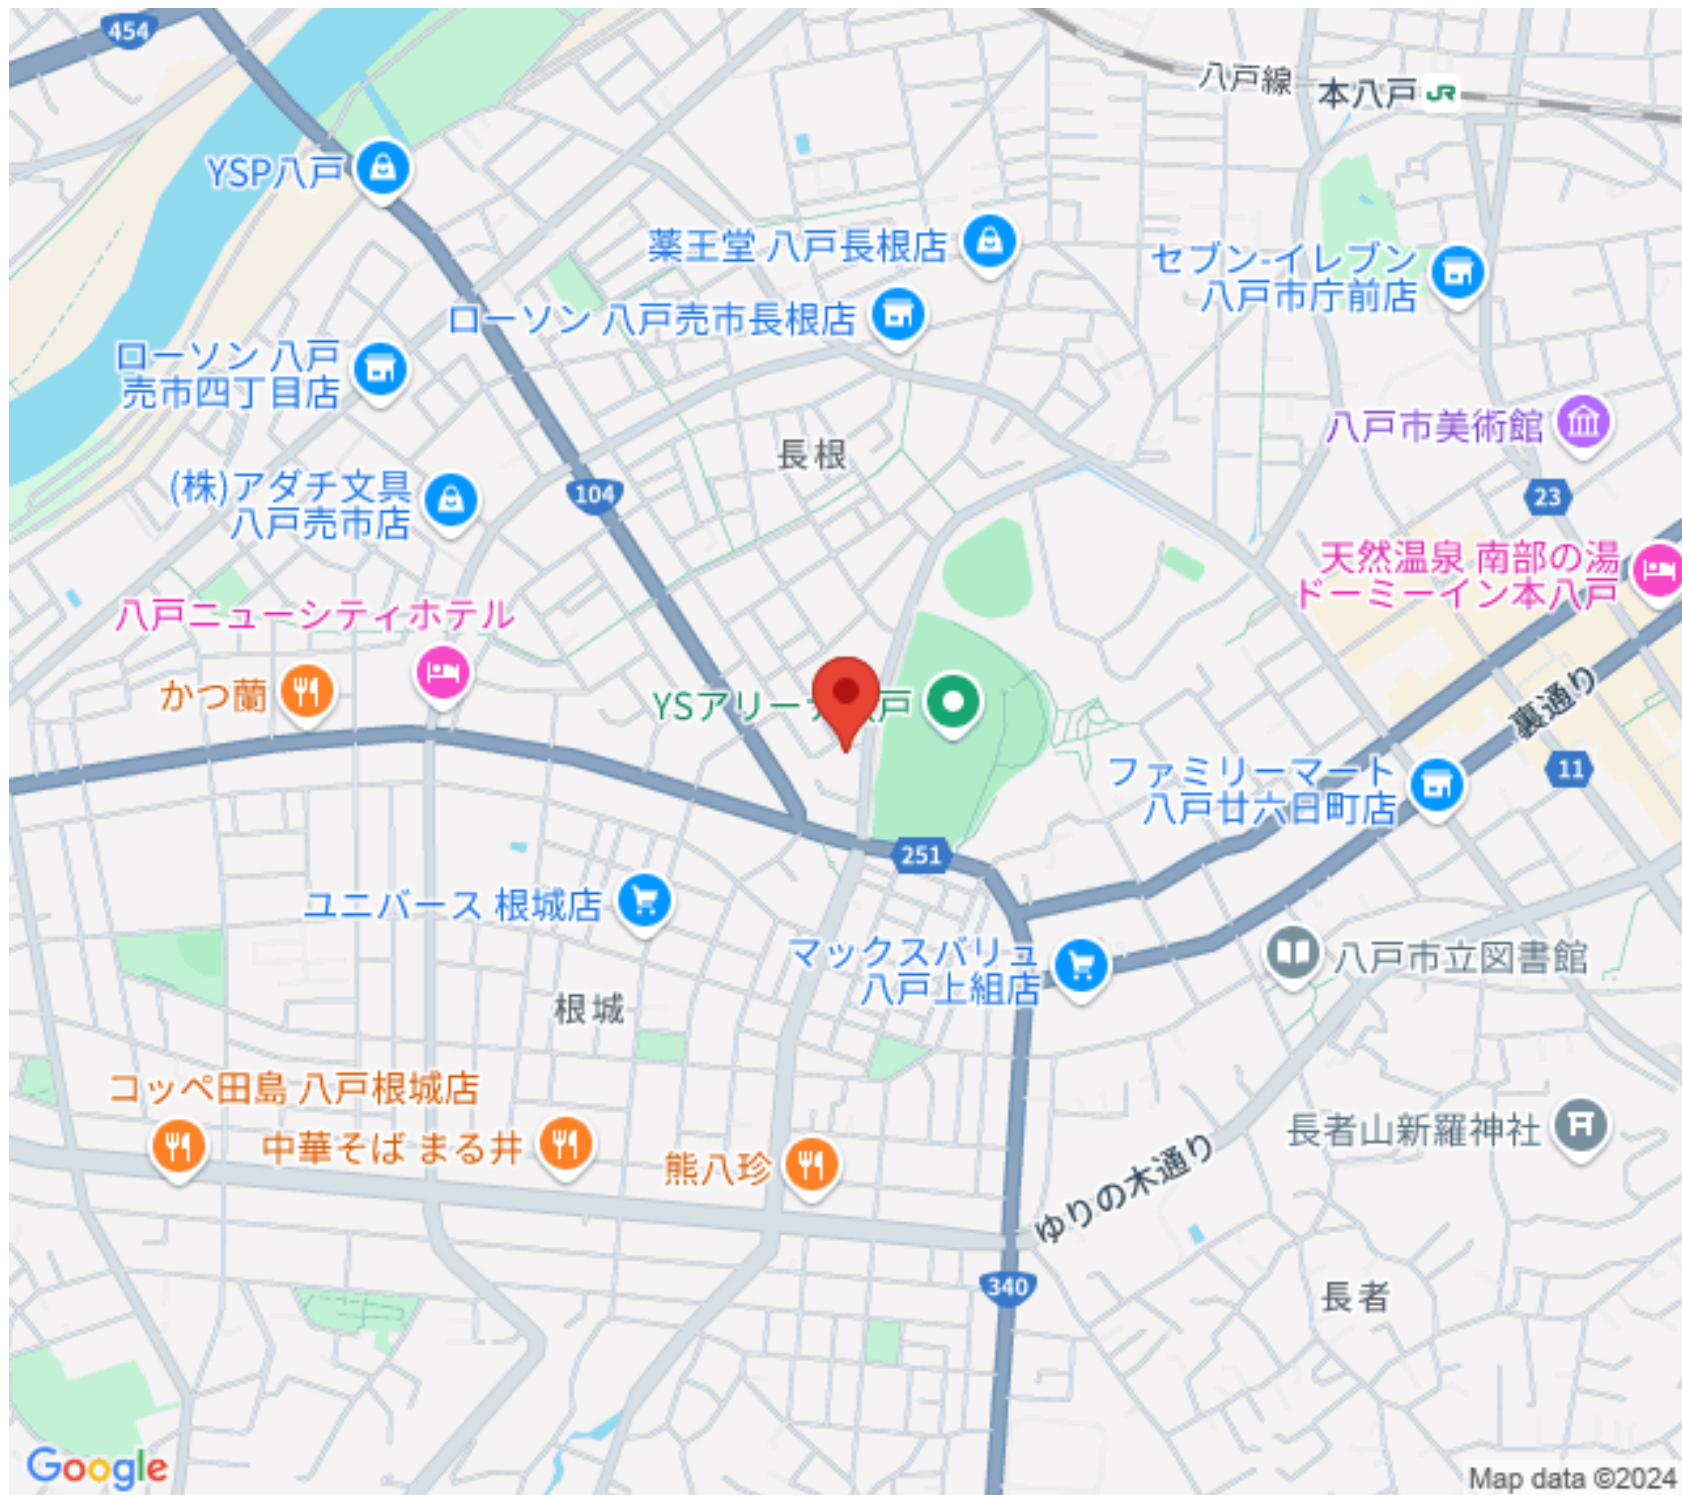 454
八戸線
本八戸
JR
YSP八戸
薬王堂 八戸長根店
セブン-イレブン
八戸市庁前店
ローソン 八戸売市長根店
ローソン 八戸
売市四丁目店
八戸市美術館
長根
(株)アダチ文具
八戸売市店
104
23
天然温泉 南部の湯
ドーミーイン本八戸
八戸ニューシティホテル
かつ蘭
裏通り
ファミリーマート
八戸廿六日町店
11
251
ユニバース 根城店
マックスバリュ
八戸上組店
八戸市立図書館
根城
コッペ田島 八戸根城店
中華そば まる井
熊八珍
長者山新羅神社
ゆりの木通り
340
長者
Google
Map data ©2024